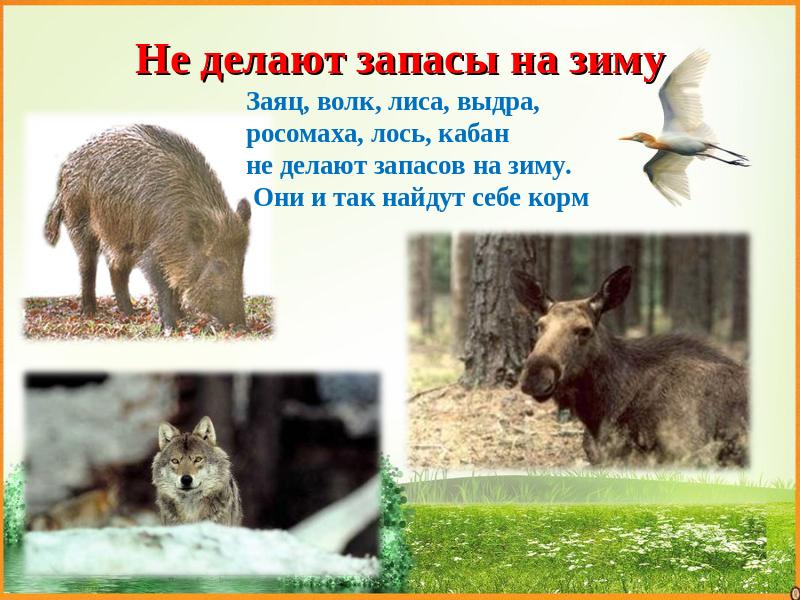 Не делают запасы на зиму
Заяц, волк, лиса, выдра,
росомаха, лось, кабан
не делают запасов на зиму.
Они и так найдут себе корм